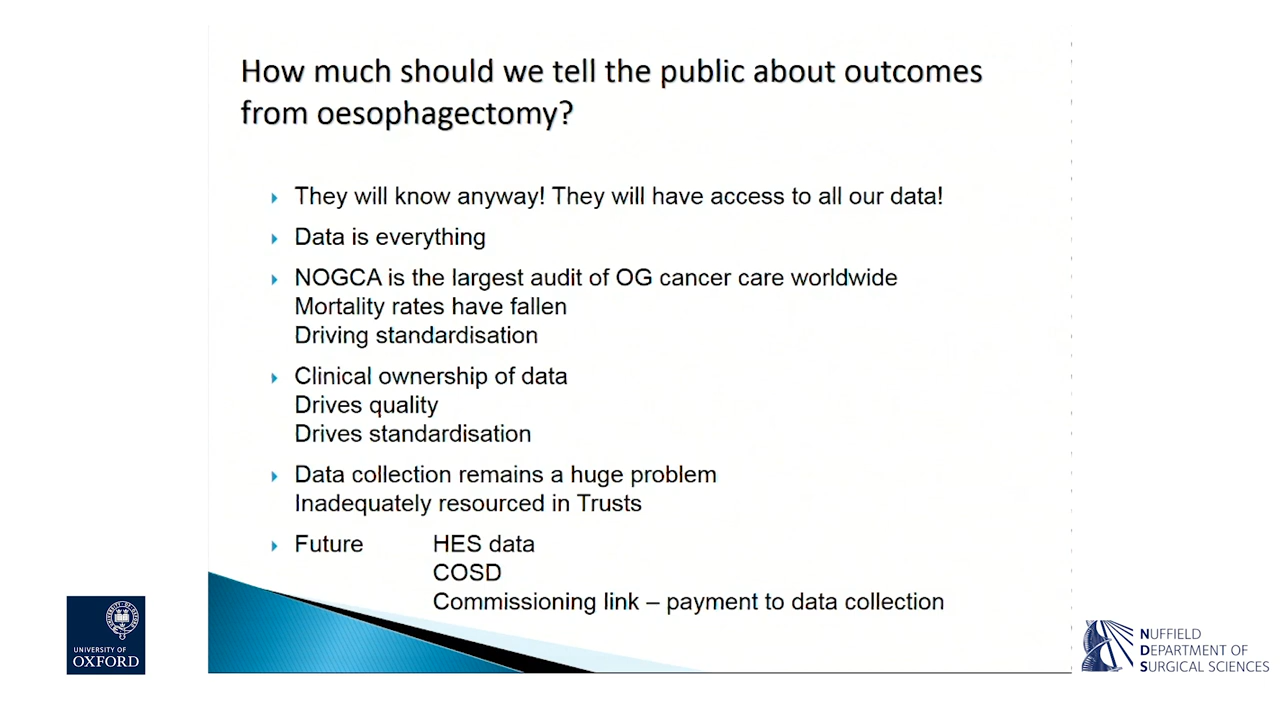 How much should we tell the public about outcomes
from oesophagectomy?
They will know anyway! They will have access to all our data!
Data is everything
NOGCA is the largest audit of OG cancer care worldwide
Mortality rates have fallen
Driving standardisation
Clinical ownership of data
Drives quality
Drives standardisation
Data collection remains a huge problem
Inadequately resourced in Trusts
Future HES data
COSD
Commissioning link – payment to data collection
UNIVERSITY OF
OXFORD
NUFFIELD
DEPARTMENT OF
SURGICAL SCIENCES